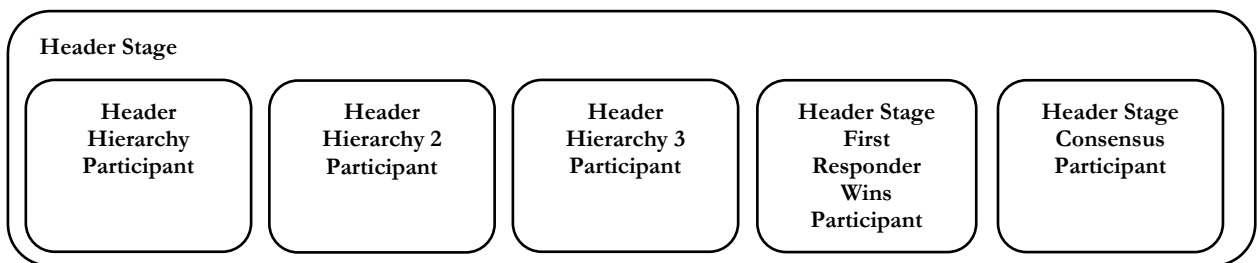 Header Stage
Header
Hierarchy
Participant
Header
Hierarchy 2
Participant
Header
Hierarchy 3
Participant
Header Stage
First
Responder
Wins
Participant
Header Stage
Consensus
Participant